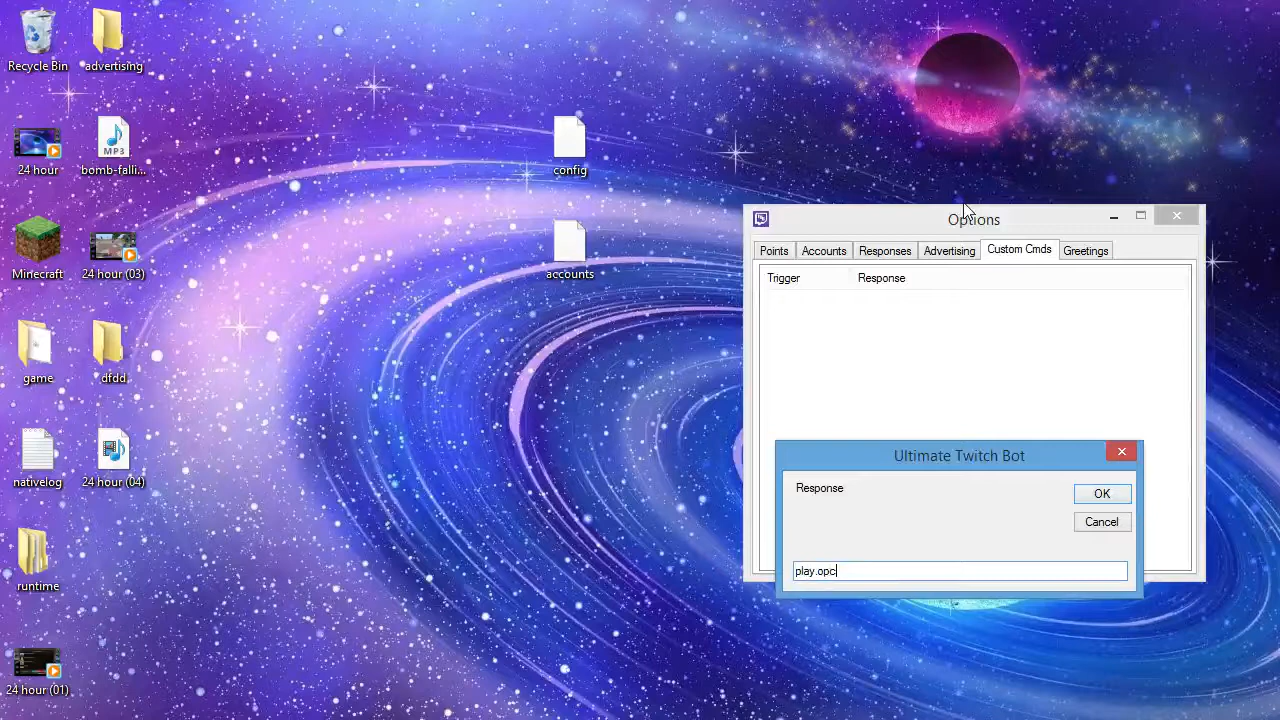 Recycle Bin
advertising
24 hour
bomb-falli...
MP3
config
Minecraft
24 hour (03)
accounts
game
dfdd
nativelog
24 hour (04)
runtime
24 hour (01)
Options
Points
Accounts
Responses
Advertising
Custom Cmds
Greetings
Trigger
Response
Ultimate Twitch Bot
Response
OK
Cancel
play.opc